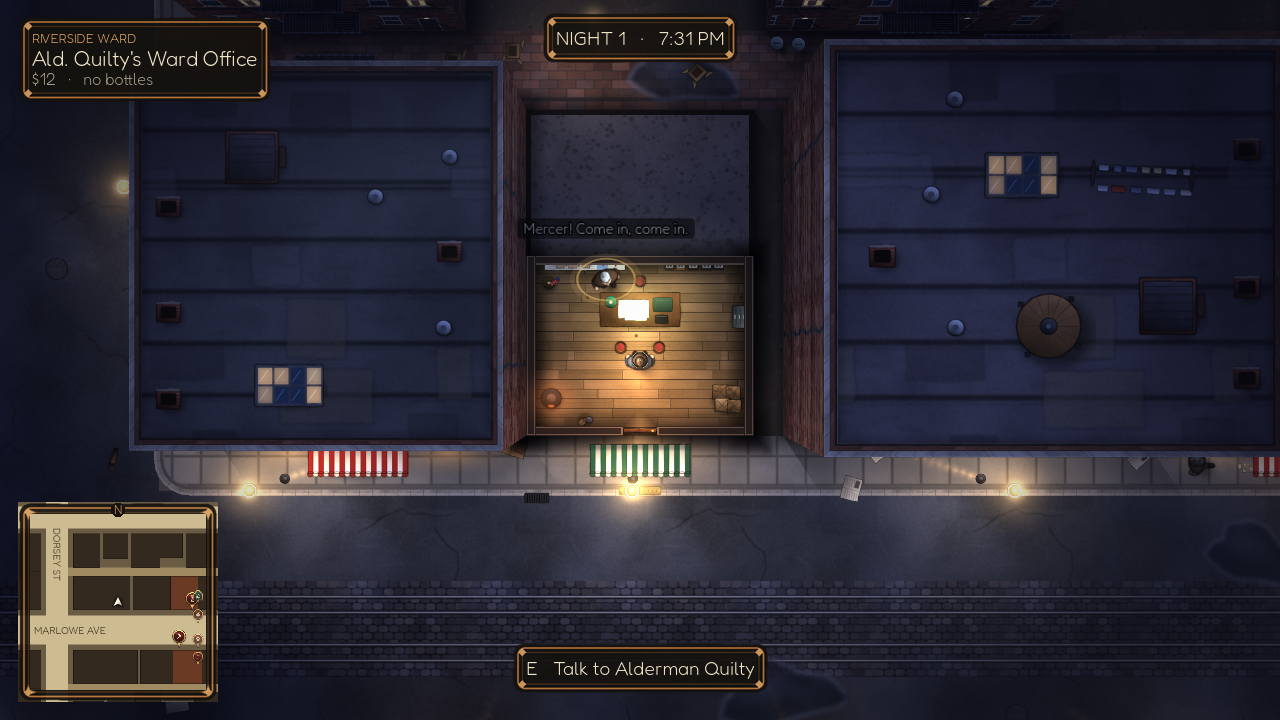 RIVERSIDE WARD
Ald. Quilty's Ward Office
$12 · no bottles
NIGHT 1 · 7:31 PM
Mercer! Come in, come in.
N
DORSEY ST
MARLOWE AVE
E Talk to Alderman Quilty